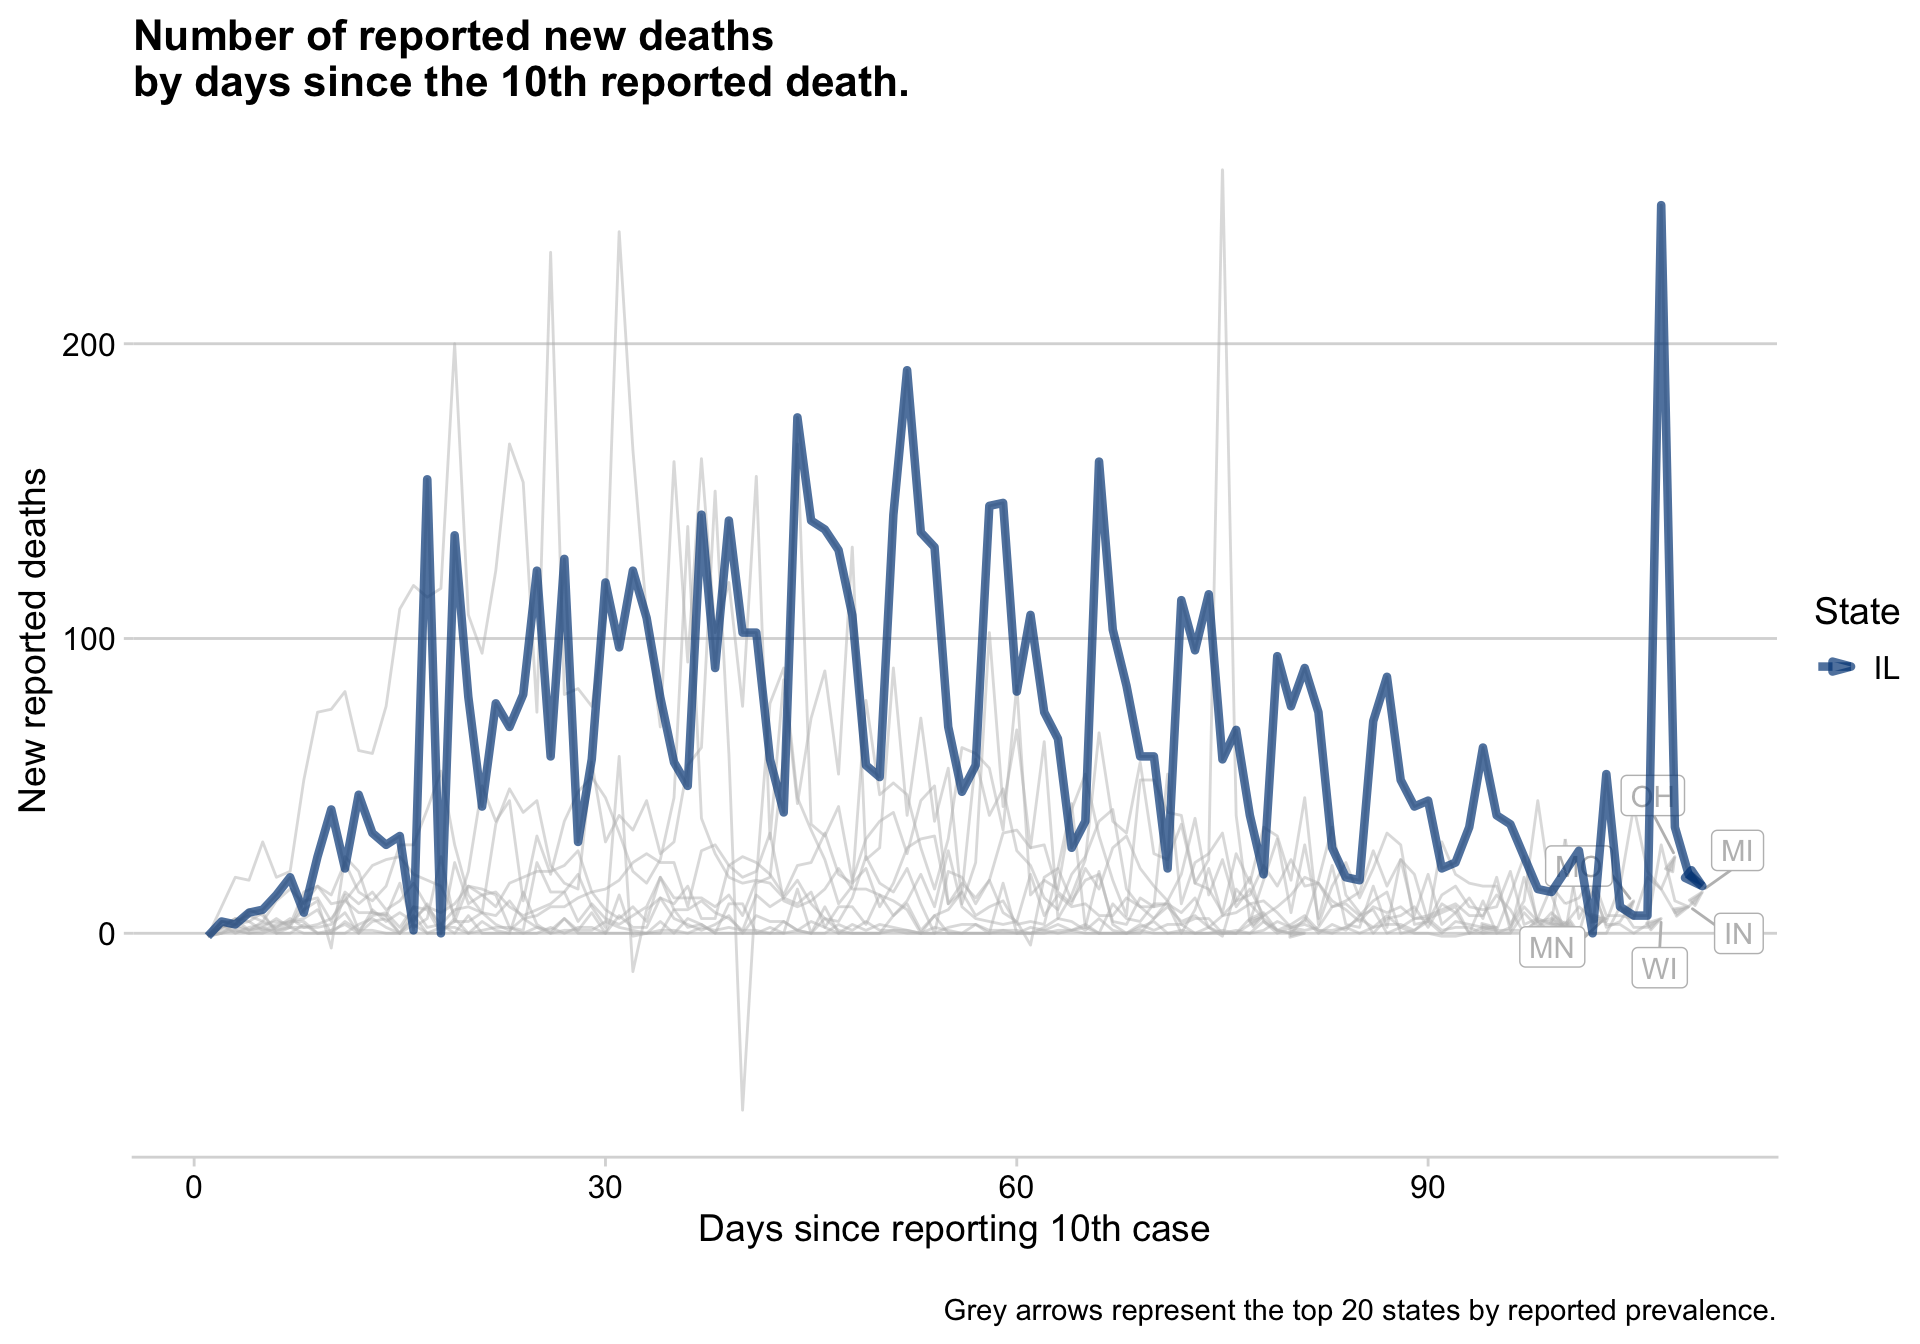 Number of reported new deaths
by days since the 10th reported death.
New reported deaths
200
100
0
0
30
60
90
Days since reporting 10th case
OH
MO
MI
MN
WI
IN
State
IL
Grey arrows represent the top 20 states by reported prevalence.